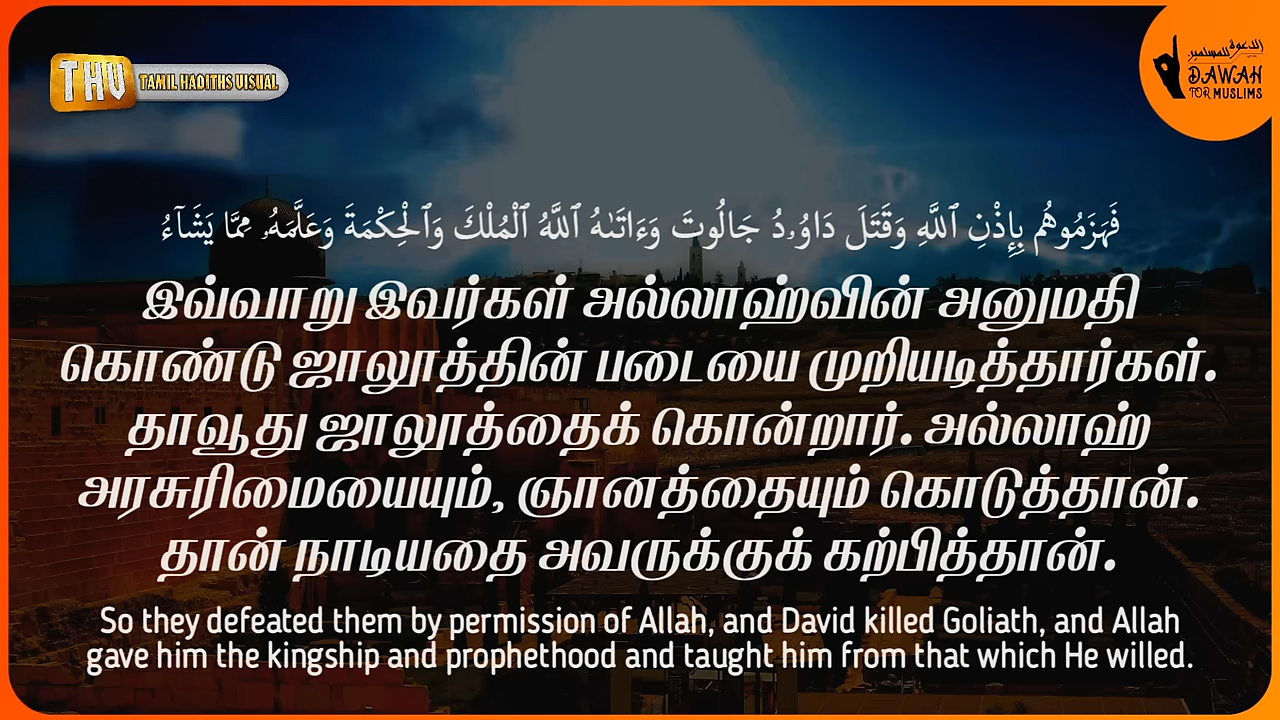 THV
TAMIL HADITHS VISUAL
الدعوة للمسلمين
DAWAH
FOR MUSLIMS
فَهَزَمُوهُم بِإِذْنِ ٱللَّهِ وَقَتَلَ دَاوُۥدُ جَالُوتَ وَءَاتَىٰهُ ٱللَّهُ ٱلْمُلْكَ وَٱلْحِكْمَةَ وَعَلَّمَهُۥ مِمَّا يَشَآءُ
இவ்வாறு இவர்கள் அல்லாஹ்வின் அனுமதி
கொண்டு ஜாலூத்தின் படையை முறியடித்தார்கள்.
தாவூது ஜாலூத்தைக் கொன்றார். அல்லாஹ்
அரசுரிமையையும், ஞானத்தையும் கொடுத்தான்.
தான் நாடியதை அவருக்குக் கற்பித்தான்.
So they defeated them by permission of Allah, and David killed Goliath, and Allah
gave him the kingship and prophethood and taught him from that which He willed.